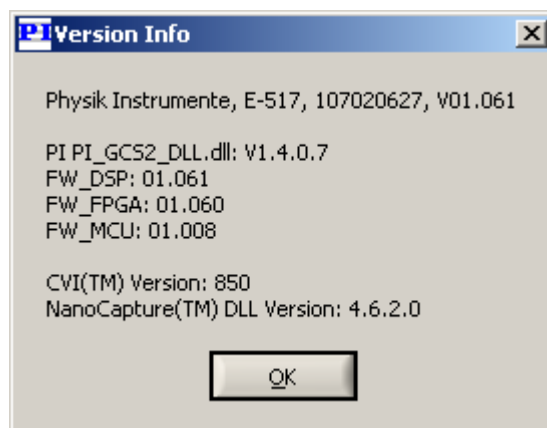 PI Version Info
Physik Instrumente, E-517, 107020627, V01.061
PI PI_GCS2_DLL.dll: V1.4.0.7
FW_DSP: 01.061
FW_FPGA: 01.060
FW_MCU: 01.008
CVI(TM) Version: 850
NanoCapture(TM) DLL Version: 4.6.2.0
OK